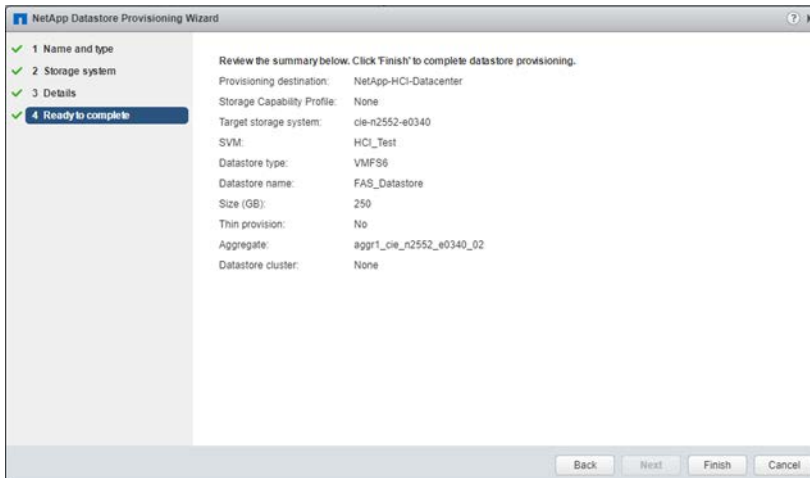 NetApp Datastore Provisioning Wizard
?
1 Name and type
2 Storage system
3 Details
4 Ready to complete
Review the summary below. Click 'Finish' to complete datastore provisioning.
Provisioning destination: NetApp-HCI-Datacenter
Storage Capability Profile: None
Target storage system: cie-n2552-e0340
SVM: HCI_Test
Datastore type: VMFS6
Datastore name: FAS_Datastore
Size (GB): 250
Thin provision: No
Aggregate: aggr1_cie_n2552_e0340_02
Datastore cluster: None
Back Next Finish Cancel